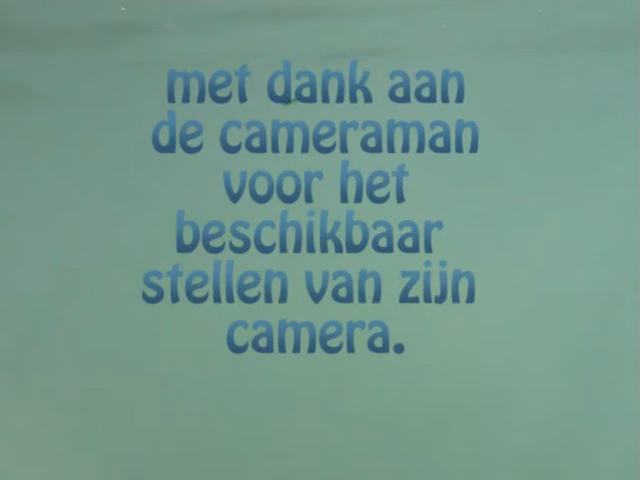 met dank aan
de cameraman
voor het
beschikbaar
stellen van zijn
camera.